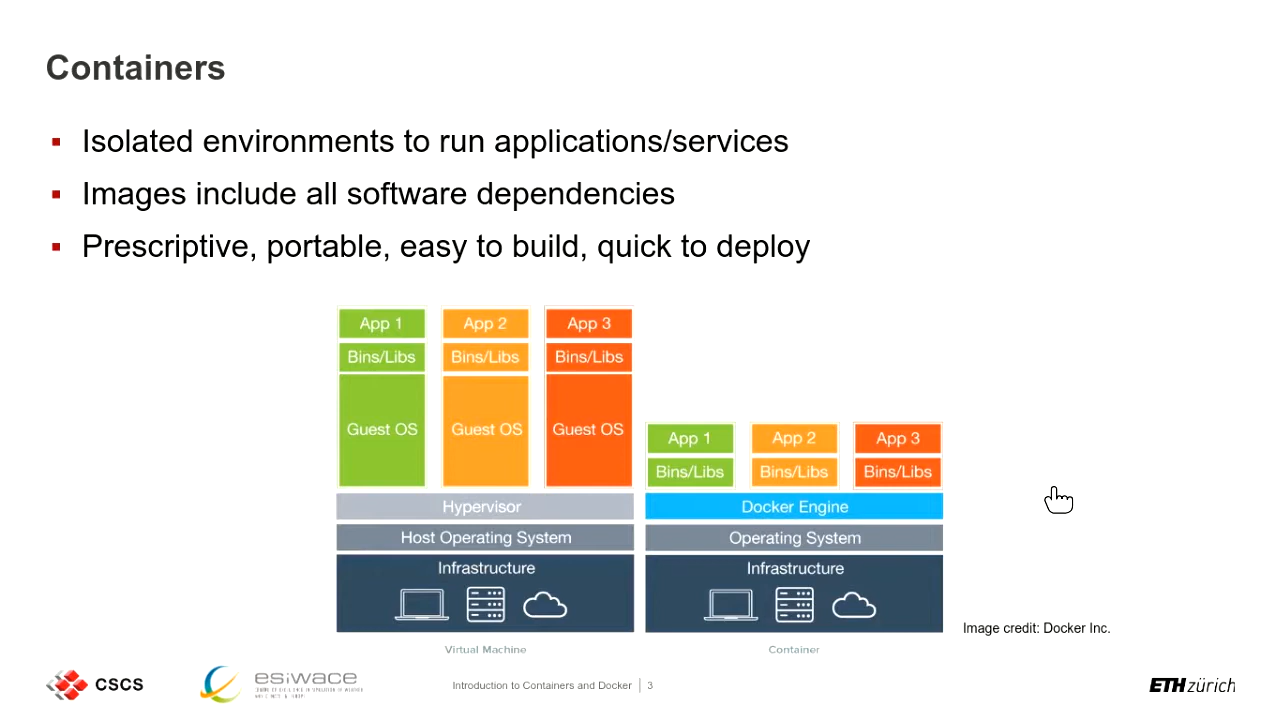 Containers
Isolated environments to run applications/services
Images include all software dependencies
Prescriptive, portable, easy to build, quick to deploy
App 1 App 2 App 3
Bins/Libs Bins/Libs Bins/Libs
Guest OS Guest OS Guest OS
App 1 App 2 App 3
Bins/Libs Bins/Libs Bins/Libs
Hypervisor Docker Engine
Host Operating System Operating System
Infrastructure Infrastructure
Image credit: Docker Inc.
Virtual Machine Container
CSCS esiwace Introduction to Containers and Docker | 3 ETH zürich